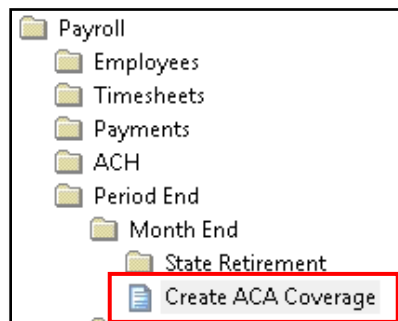 Payroll
Employees
Timesheets
Payments
ACH
Period End
Month End
State Retirement
Create ACA Coverage